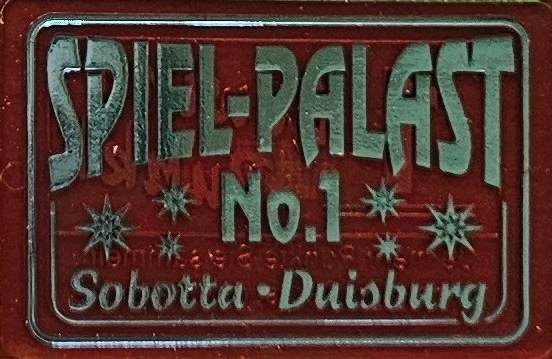 SPIEL-PALAST
No.1
Sobotta · Duisburg